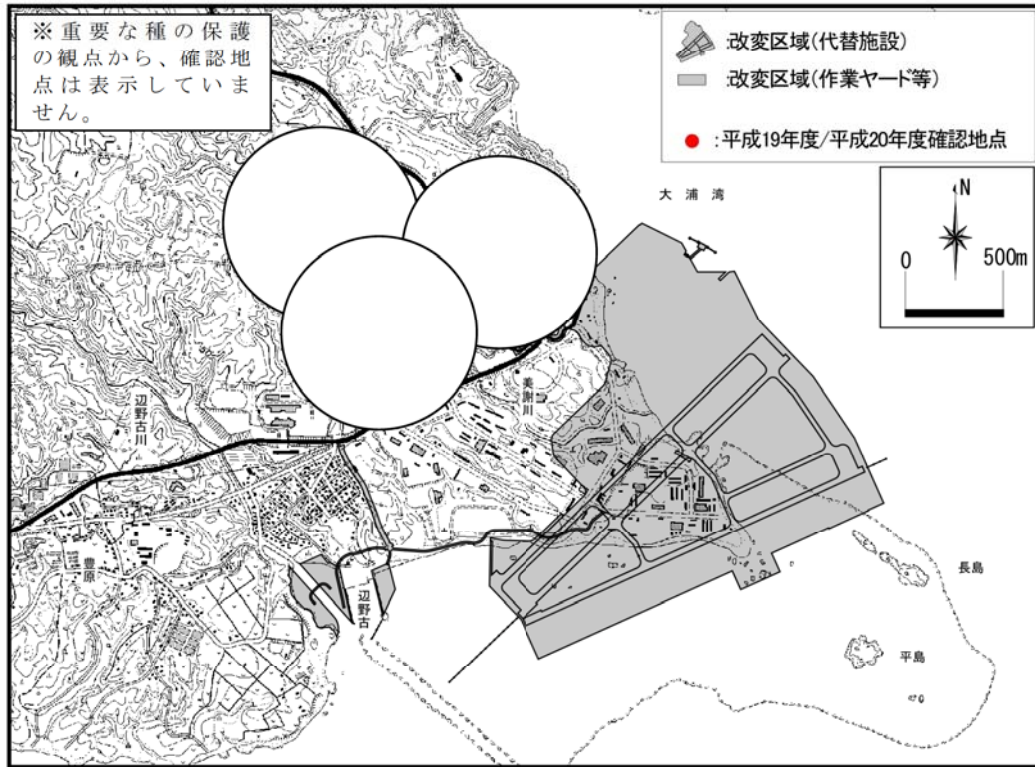 ※重要な種の保護
の観点から、確認地
点は表示していま
せん。
:改変区域(代替施設)
:改変区域(作業ヤード等)
:平成19年度/平成20年度確認地点
大浦湾
N
0 500m
辺野古川
美謝川
豊原
辺野古
長島
平島